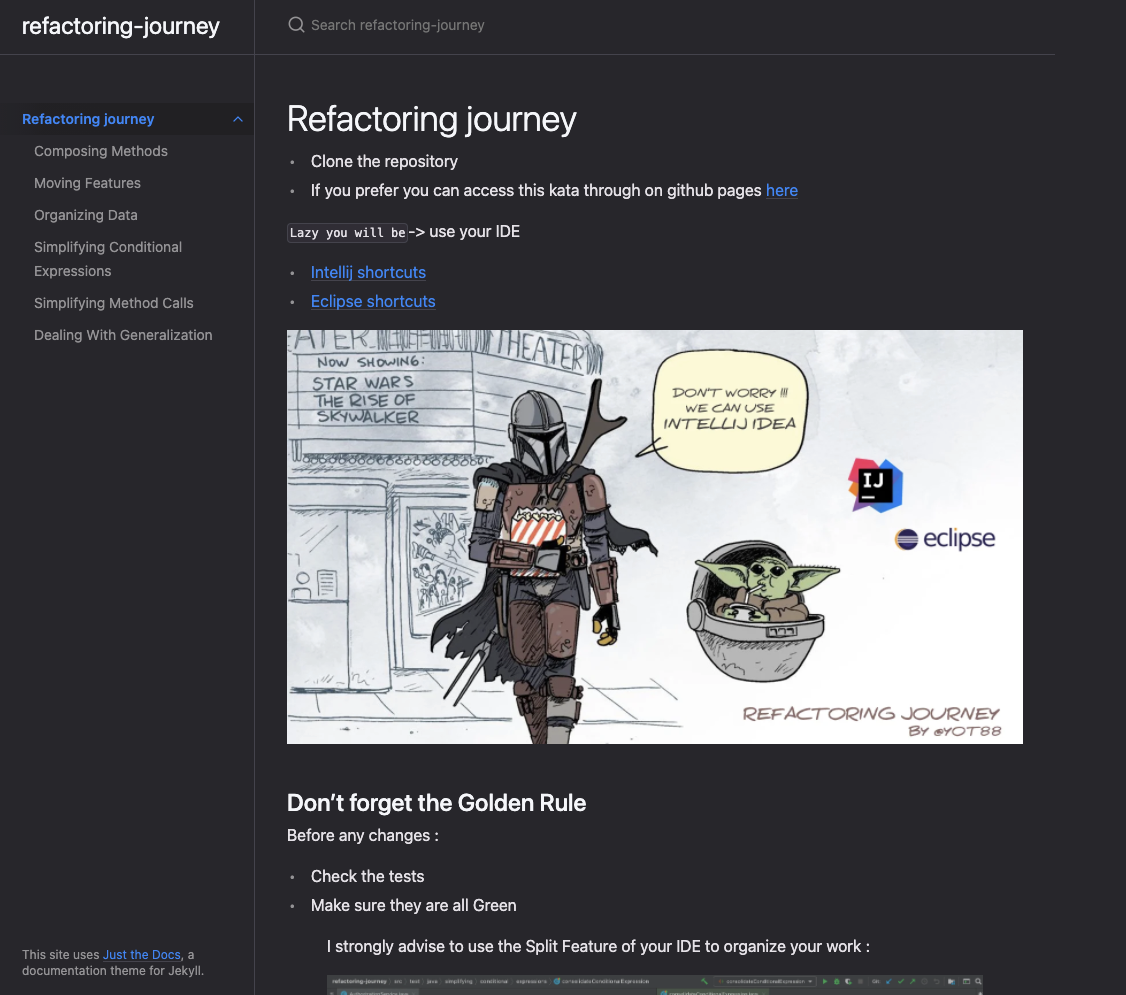 refactoring-journey
Search refactoring-journey
Refactoring journey
Composing Methods
Moving Features
Organizing Data
Simplifying Conditional
Expressions
Simplifying Method Calls
Dealing With Generalization
This site uses Just the Docs, a
documentation theme for Jekyll.
Refactoring journey
Clone the repository
If you prefer you can access this kata through on github pages here
Lazy you will be-> use your IDE
Intellij shortcuts
Eclipse shortcuts
THEATER
NOW SHOWING:
STAR WARS
THE RISE OF
SKYWALKER
DON'T WORRY !!!
WE CAN USE
INTELLIJ IDEA
IJ
eclipse
REFACTORING JOURNEY
BY @YOT88
Don't forget the Golden Rule
Before any changes :
Check the tests
Make sure they are all Green
I strongly advise to use the Split Feature of your IDE to organize your work :
refactoring-journey src test java simplifying conditional expressions consolidateConditionalExpression